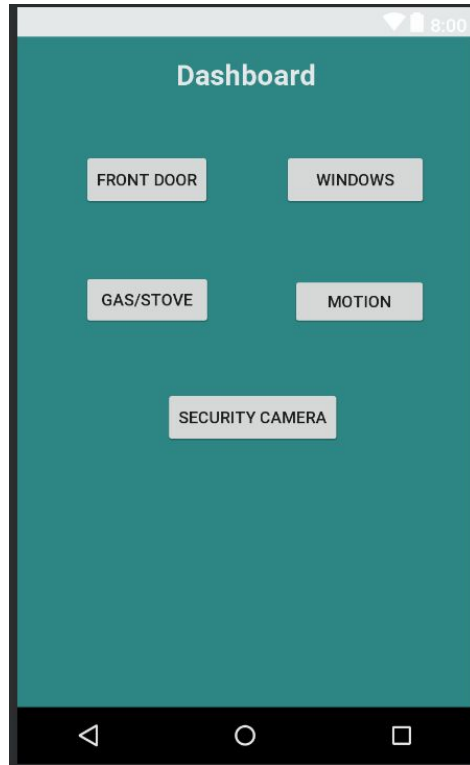 8:00
Dashboard
FRONT DOOR
WINDOWS
GAS/STOVE
MOTION
SECURITY CAMERA